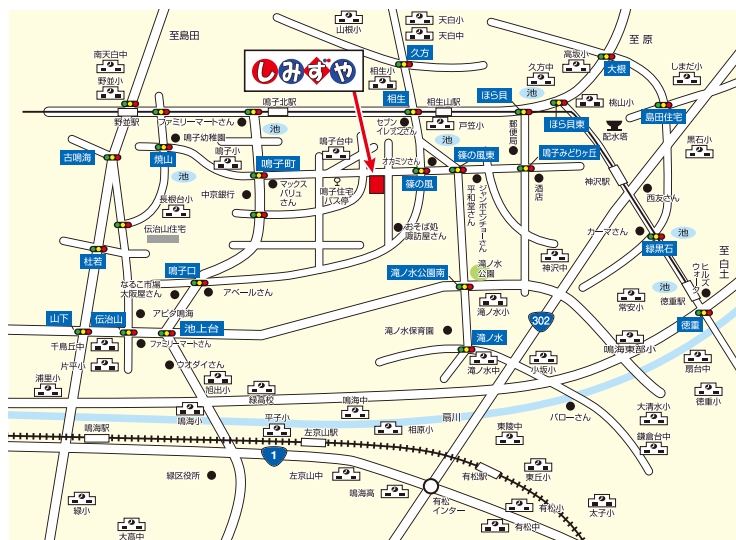 至島田
山根小
天白小
天白中
至 原
南天白中
野並小
しみずや
久方
高坂小
大根
しまだ小
相生小
久方中
池
相生
ほら貝
桃山小
島田住宅
鳴子北駅
相生山駅
野並駅
ファミリーマートさん
セブン
イレブンさん
戸笠小
郵便局
ほら貝東
配水塔
黒石小
池
鳴子幼稚園
池
鳴子台中
古鳴海
焼山
鳴子小
鳴子町
オカミツさん
篠の風東
鳴子みどりヶ丘
池
マックス
バリュ
さん
鳴子住宅
バス停
篠の風
神沢駅
西友さん
長根台小
中京銀行
平和堂さん
ジャンボエンチョーさん
酒店
伝治山住宅
おそば処
諏訪屋さん
カーマさん
池
緑黒石
至白土
杜若
鳴子口
滝ノ水公園南
滝ノ水
公園
神沢中
ヒルズ
ウォーク
なるこ市場
大阪屋さん
アベールさん
池
徳重駅
常安小
滝ノ水小
山下
伝治山
アピタ鳴海
池上台
302
徳重
千鳥丘中
ファミリーマートさん
滝ノ水保育園
滝ノ水
鳴海東部小
片平小
ウオダイさん
滝ノ水中
小坂小
扇台中
浦里小
旭出小
緑高校
徳重小
鳴海小
鳴海中
平子小
扇川
バローさん
大清水小
鳴海駅
左京山駅
相原小
東陵中
鎌倉台中
1
緑区役所
左京山中
有松駅
東丘小
鳴海高
緑小
有松
インター
有松小
太子小
大高中
有松中